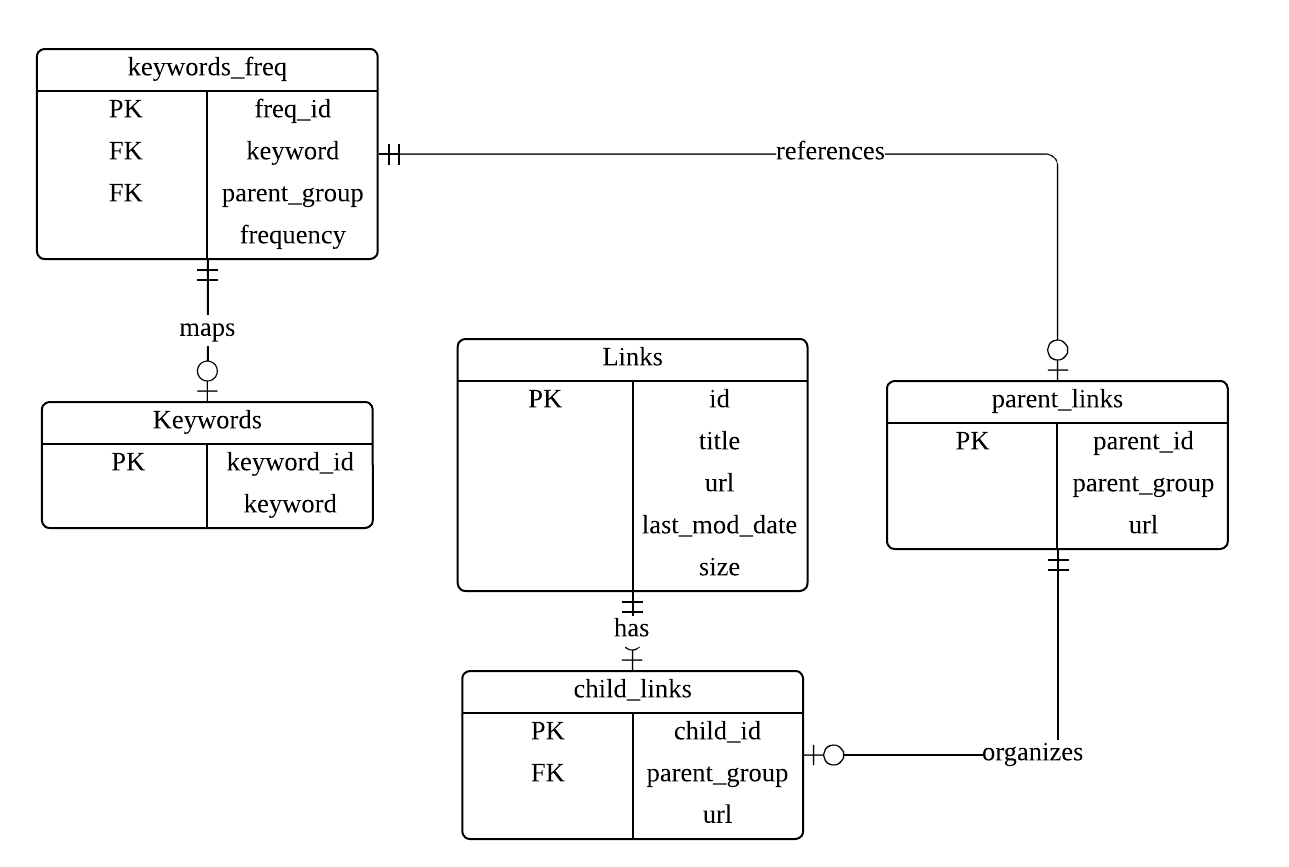 keywords_freq
PK freq_id
FK keyword
FK parent_group
frequency
references
maps
Keywords
PK keyword_id
keyword
Links
PK id
title
url
last_mod_date
size
parent_links
PK parent_id
parent_group
url
has
child_links
PK child_id
FK parent_group
url
organizes